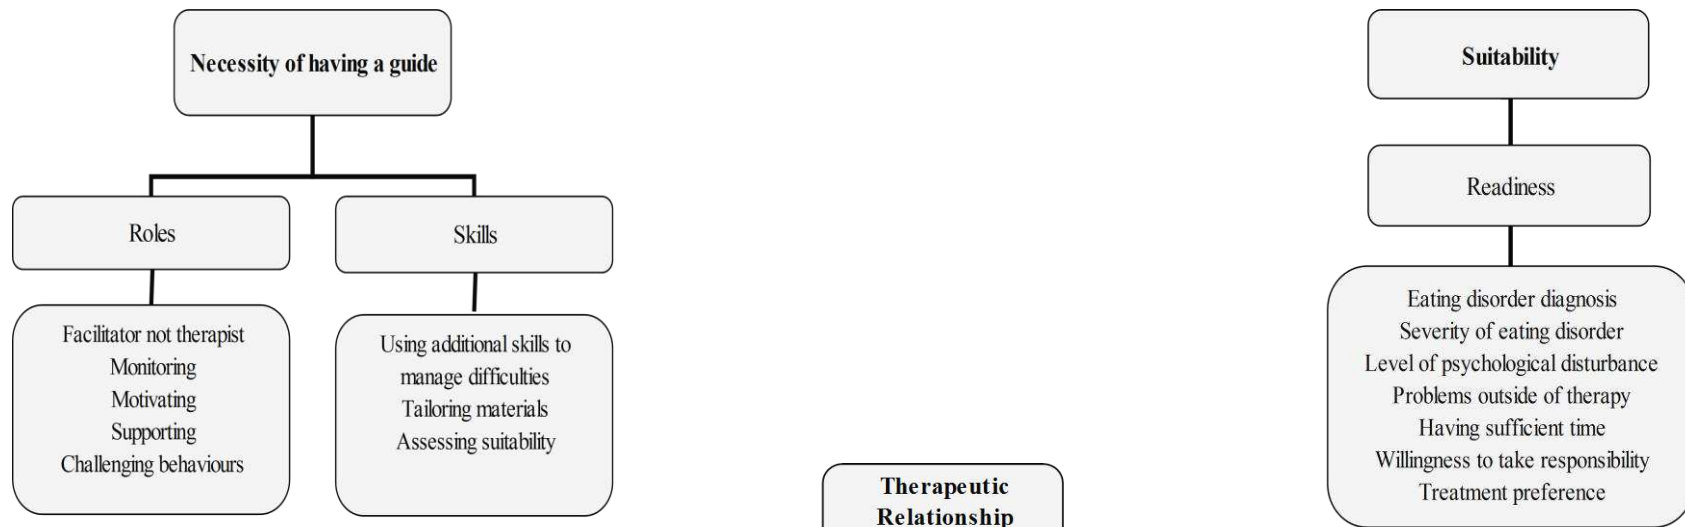 Necessity of having a guide
Roles
Skills
Facilitator not therapist
Monitoring
Motivating
Supporting
Challenging behaviours
Using additional skills to
manage difficulties
Tailoring materials
Assessing suitability
Therapeutic
Relationship
Suitability
Readiness
Eating disorder diagnosis
Severity of eating disorder
Level of psychological disturbance
Problems outside of therapy
Having sufficient time
Willingness to take responsibility
Treatment preference